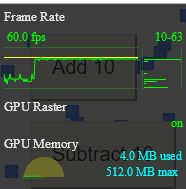 Frame Rate
60.0 fps 10-63
Add 10
GPU Raster
on
GPU Memory
Subtract 10
4.0 MB used
512.0 MB max